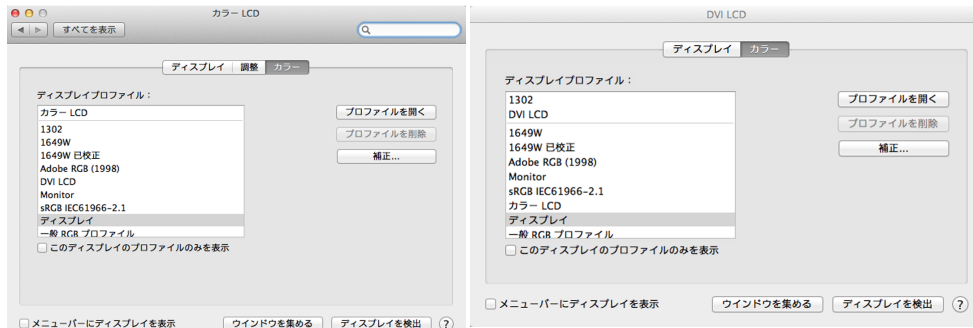 カラー LCD
すべてを表示
ディスプレイ 調整 カラー
ディスプレイプロファイル：
カラー LCD
1302
1649W
1649W 已校正
Adobe RGB (1998)
DVI LCD
Monitor
sRGB IEC61966-2.1
ディスプレイ
一般 RGB プロファイル
プロファイルを開く
プロファイルを削除
補正...
このディスプレイのプロファイルのみを表示
メニューバーにディスプレイを表示
ウインドウを集める
ディスプレイを検出
?
DVI LCD
ディスプレイ カラー
ディスプレイプロファイル：
1302
DVI LCD
1649W
1649W 已校正
Adobe RGB (1998)
Monitor
sRGB IEC61966-2.1
カラー LCD
ディスプレイ
一般 RGB プロファイル
プロファイルを開く
プロファイルを削除
補正...
このディスプレイのプロファイルのみを表示
メニューバーにディスプレイを表示
ウインドウを集める
ディスプレイを検出
?